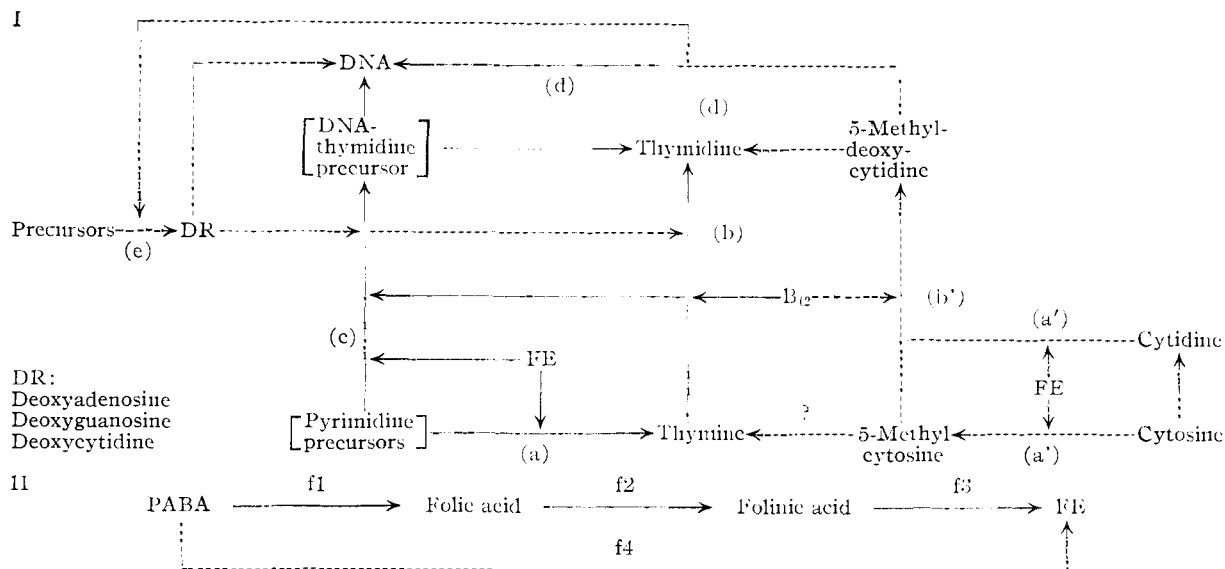 I
DNA
(d)
(d)
[DNA-
thymidine
precursor]
Thymidine
5-Methyl-
deoxy-
cytidine
Precursors
DR
(e)
(b)
B12
(b')
(c)
(a')
Cytidine
FE
FE
DR:
Deoxyadenosine
Deoxyguanosine
Deoxycytidine
[Pyrimidine
precursors]
(a)
Thymine
?
5-Methyl
cytosine
(a')
Cytosine
II
PABA
f1
Folic acid
f2
Folinic acid
f3
FE
f4